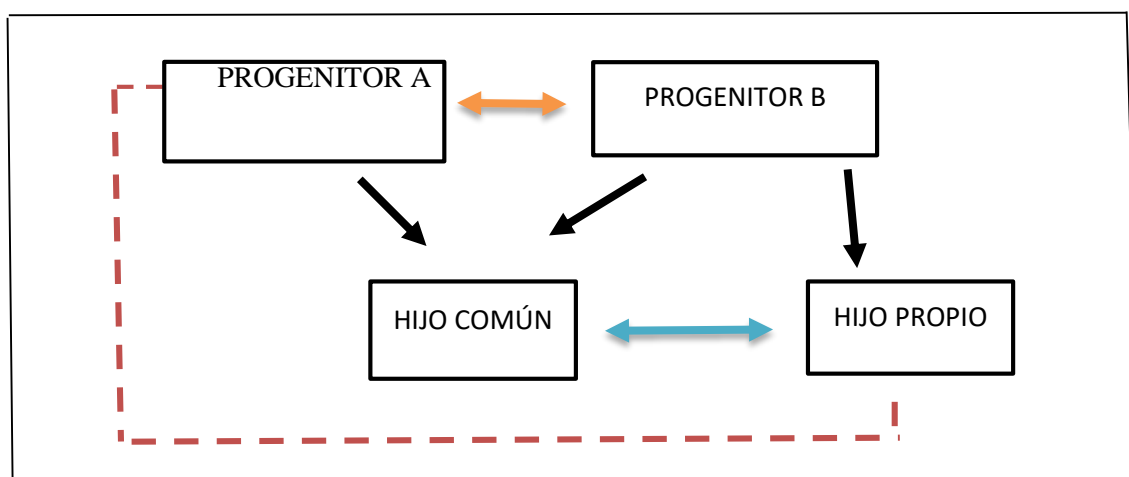 PROGENITOR A
PROGENITOR B
HIJO COMÚN
HIJO PROPIO